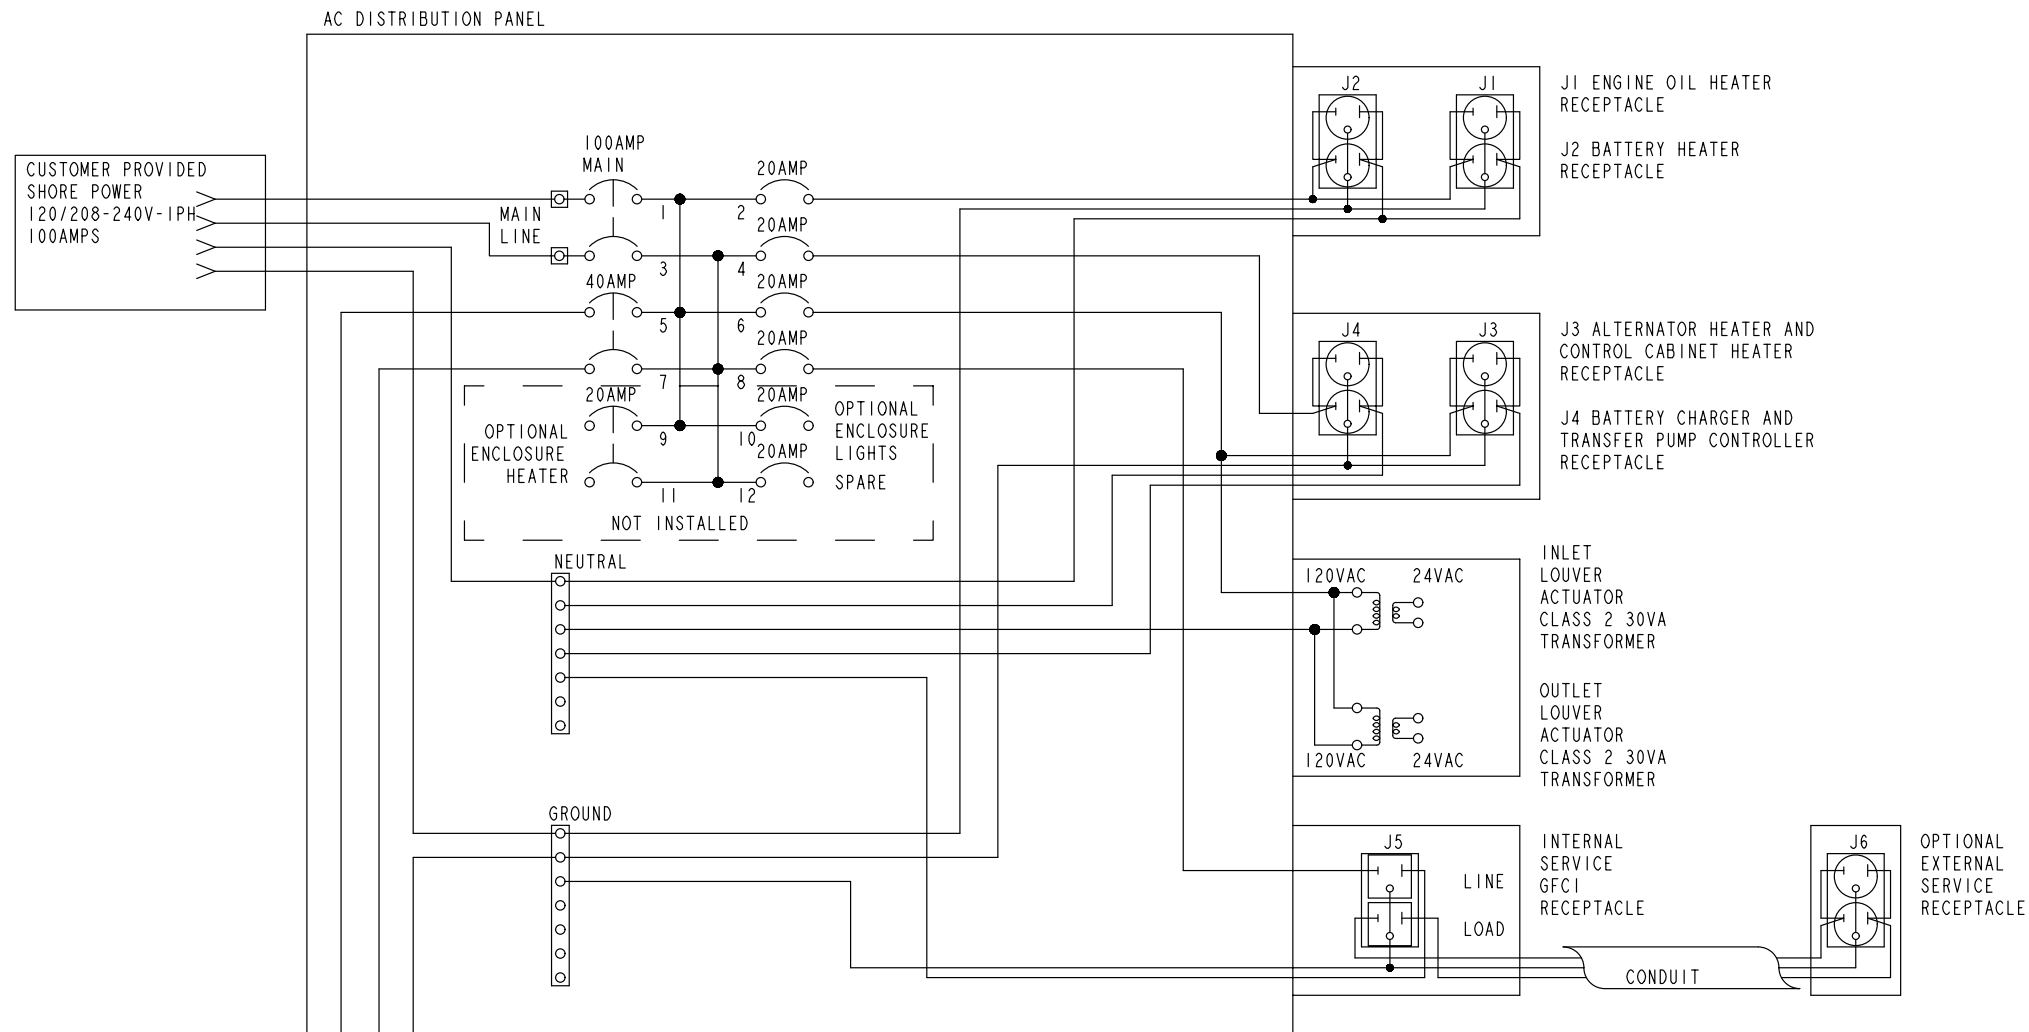 AC DISTRIBUTION PANEL
CUSTOMER PROVIDED
SHORE POWER
120/208-240V-1PH
100AMPS
MAIN
LINE
100AMP
MAIN
1
3
40AMP
5
7
20AMP
2
20AMP
4
20AMP
6
20AMP
8
20AMP
9
11
OPTIONAL
ENCLOSURE
HEATER
20AMP
10
20AMP
12
OPTIONAL
ENCLOSURE
LIGHTS
SPARE
NOT INSTALLED
NEUTRAL
GROUND
J2
J1
J1 ENGINE OIL HEATER
RECEPTACLE
J2 BATTERY HEATER
RECEPTACLE
J4
J3
J3 ALTERNATOR HEATER AND
CONTROL CABINET HEATER
RECEPTACLE
J4 BATTERY CHARGER AND
TRANSFER PUMP CONTROLLER
RECEPTACLE
120VAC
24VAC
INLET
LOUVER
ACTUATOR
CLASS 2 30VA
TRANSFORMER
OUTLET
LOUVER
ACTUATOR
CLASS 2 30VA
TRANSFORMER
120VAC
24VAC
J5
LINE
LOAD
INTERNAL
SERVICE
GFCI
RECEPTACLE
CONDUIT
J6
OPTIONAL
EXTERNAL
SERVICE
RECEPTACLE